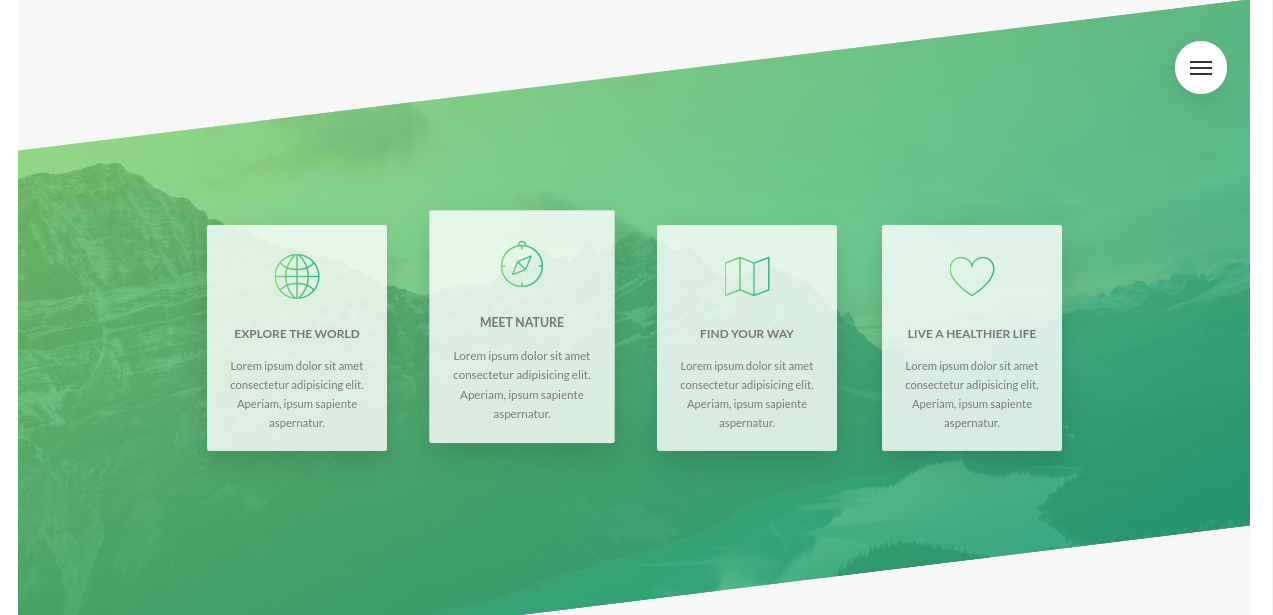 EXPLORE THE WORLD
Lorem ipsum dolor sit amet
consectetur adipisicing elit.
Aperiam, ipsum sapiente
aspernatur.
MEET NATURE
Lorem ipsum dolor sit amet
consectetur adipisicing elit.
Aperiam, ipsum sapiente
aspernatur.
FIND YOUR WAY
Lorem ipsum dolor sit amet
consectetur adipisicing elit.
Aperiam, ipsum sapiente
aspernatur.
LIVE A HEALTHIER LIFE
Lorem ipsum dolor sit amet
consectetur adipisicing elit.
Aperiam, ipsum sapiente
aspernatur.